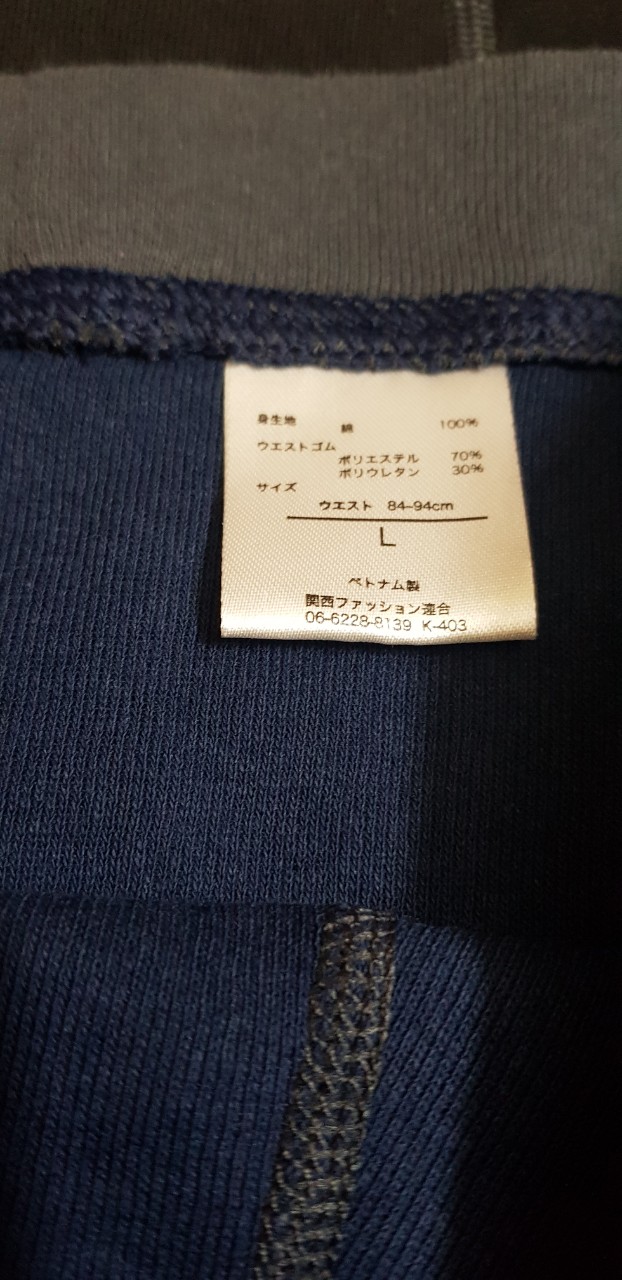 身生地 綿 100%
ウエストゴム
ポリエステル 70%
ポリウレタン 30%
サイズ
ウエスト 84-94cm
L
ベトナム製
関西ファッション連合
06-6228-8139 K-403